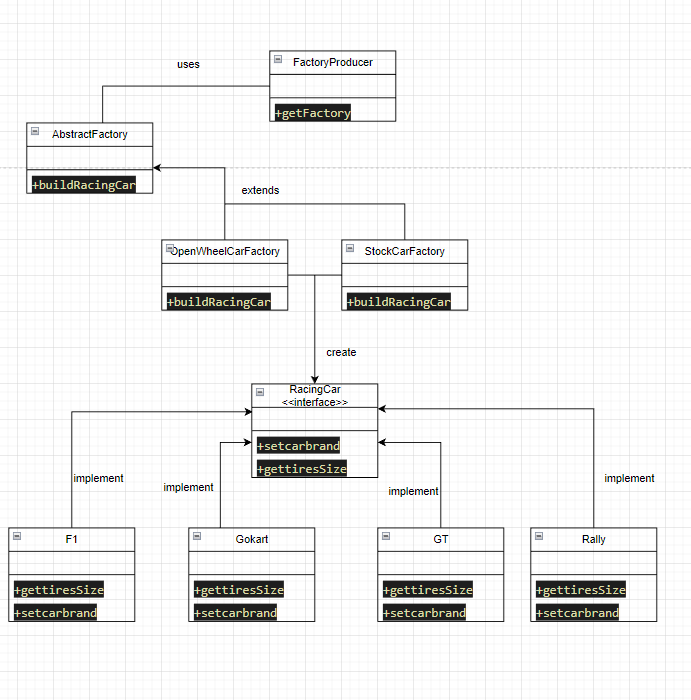 uses
FactoryProducer
+getFactory
AbstractFactory
+buildRacingCar
extends
OpenWheelCarFactory
+buildRacingCar
StockCarFactory
+buildRacingCar
create
RacingCar
<<interface>>
+setcarbrand
+gettiresSize
implement
implement
implement
implement
F1
+gettiresSize
+setcarbrand
Gokart
+gettiresSize
+setcarbrand
GT
+gettiresSize
+setcarbrand
Rally
+gettiresSize
+setcarbrand